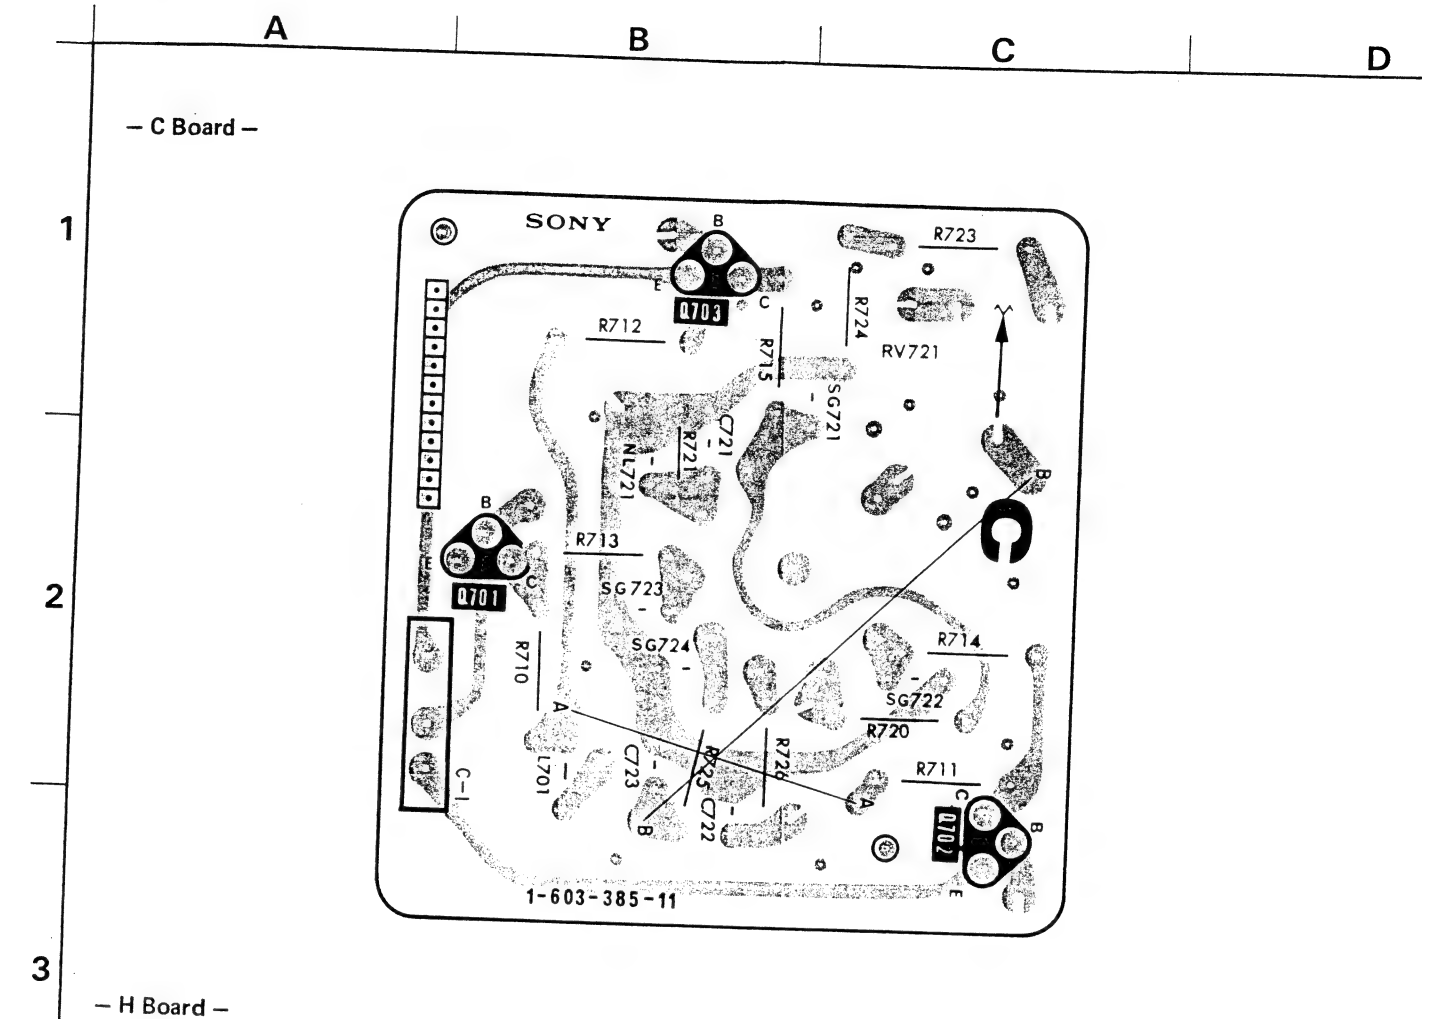 A B C D
— C Board —
1
SONY
B
R723
E
C
Q703
R712
R724
R715
RV721
SG721
C721
R721
NL721
B
B
C
R713
E
C
Q701
2
SG723
SG724
R714
R710
SG722
A
R720
R725
R726
C723
L701
R711
C-1
A
C
B
C722
B
Q702
E
1-603-385-11
3
— H Board —